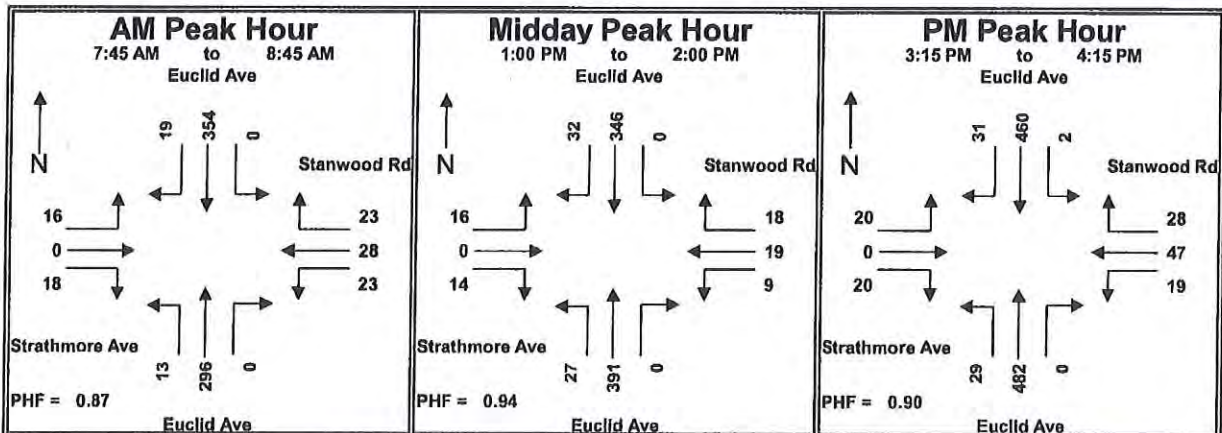 AM Peak Hour
7:45 AM to 8:45 AM
Euclid Ave
19 354 0
N
Stanwood Rd
16 23
0 28
18 23
Strathmore Ave
13 296 0
PHF = 0.87
Euclid Ave
Midday Peak Hour
1:00 PM to 2:00 PM
Euclid Ave
32 346 0
N
Stanwood Rd
16 18
0 19
14 9
Strathmore Ave
27 391 0
PHF = 0.94
Euclid Ave
PM Peak Hour
3:15 PM to 4:15 PM
Euclid Ave
31 460 2
N
Stanwood Rd
20 28
0 47
20 19
Strathmore Ave
29 482 0
PHF = 0.90
Euclid Ave